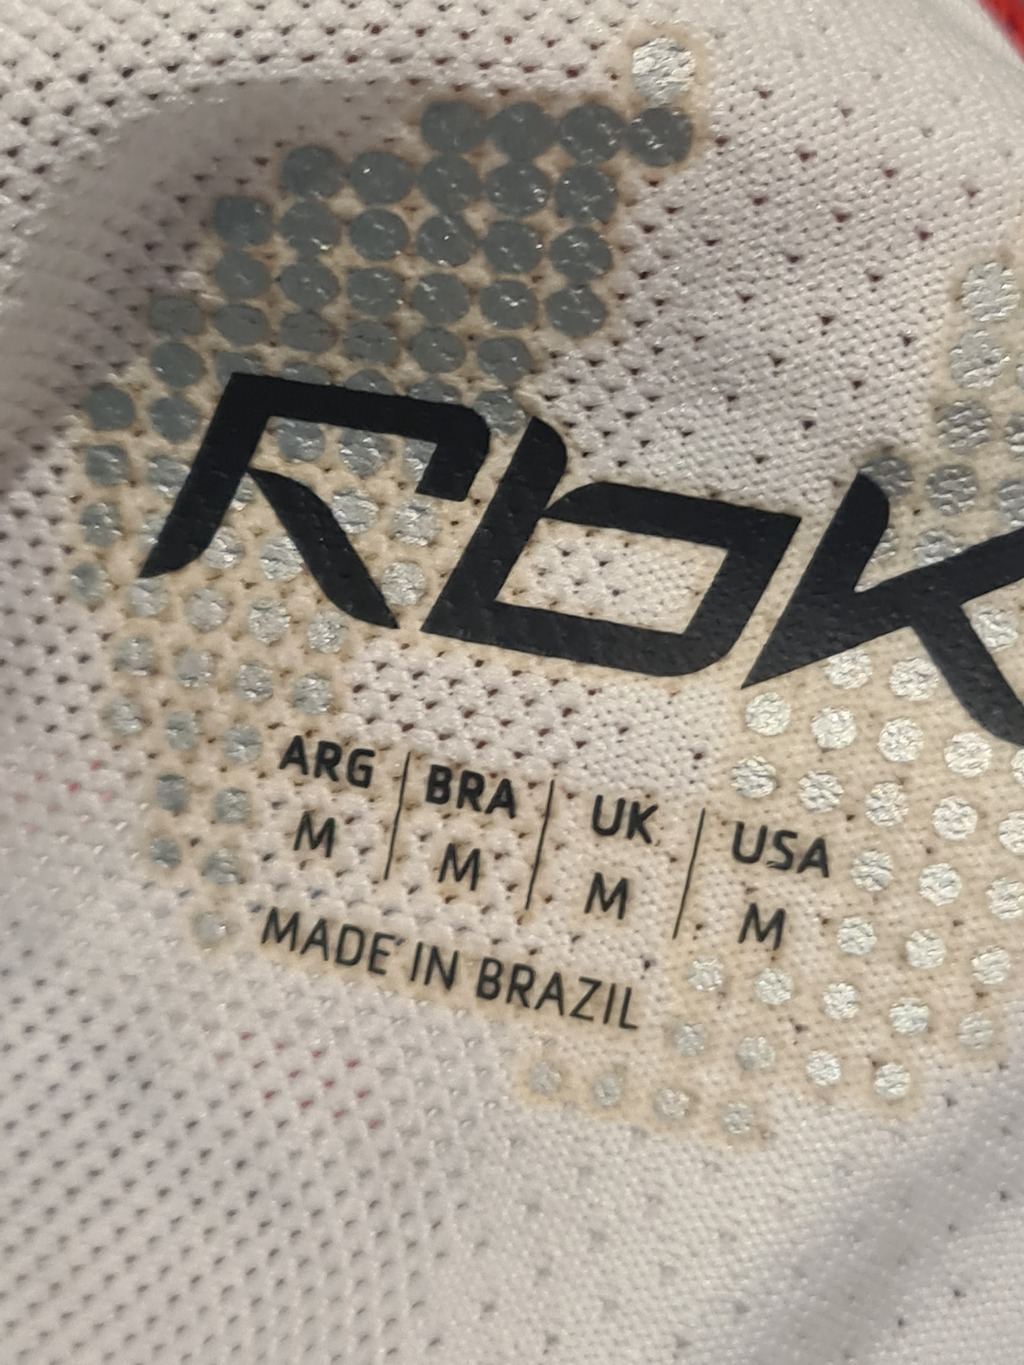 Rbk
ARG | BRA | UK | USA
M | M | M | M
MADE IN BRAZIL